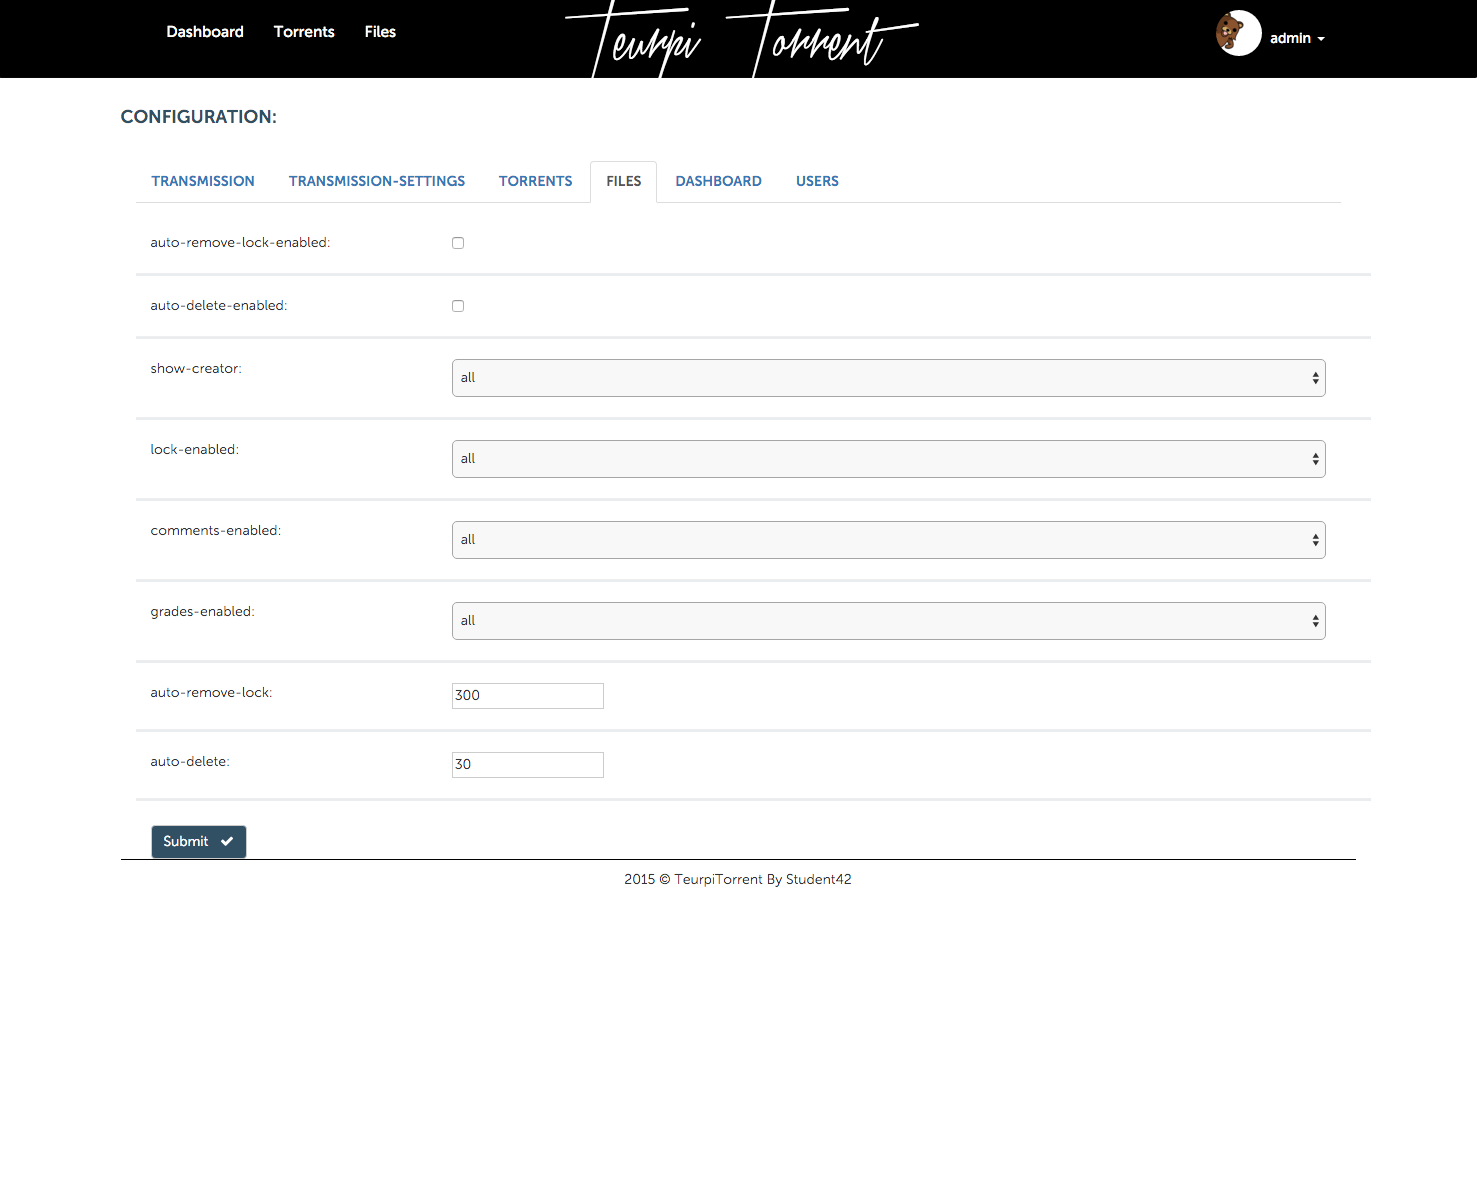 Dashboard Torrents Files Teurpi Torrent admin
CONFIGURATION:
TRANSMISSION TRANSMISSION-SETTINGS TORRENTS FILES DASHBOARD USERS
auto-remove-lock-enabled:
auto-delete-enabled:
show-creator: all
lock-enabled: all
comments-enabled: all
grades-enabled: all
auto-remove-lock: 300
auto-delete: 30
Submit
2015 © TeurpiTorrent By Student42